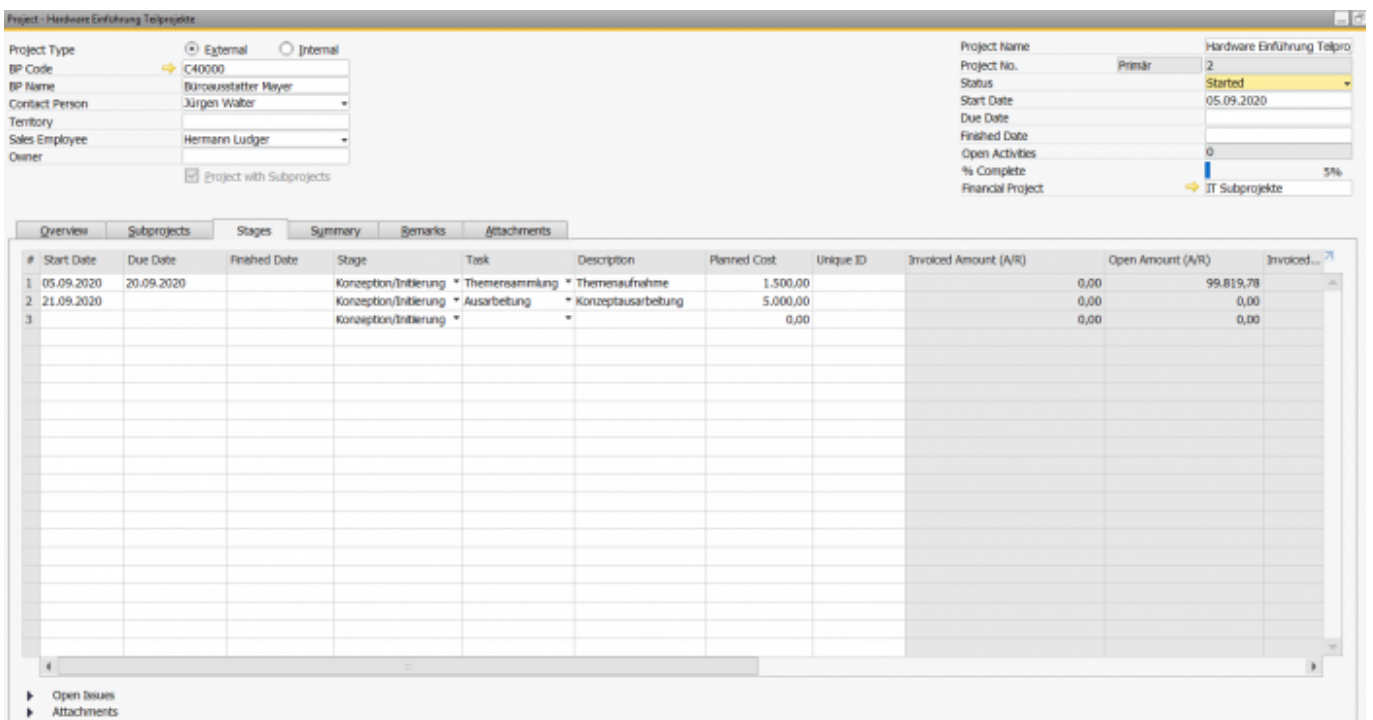 Project - Hardware Einführung Teilprojekte
Project Type External Internal
BP Code C40000
BP Name Büroausstatter Mayer
Contact Person Jürgen Walter
Territory
Sales Employee Hermann Ludger
Owner
Project with Subprojects
Project Name Hardware Einführung Teilpro
Project No. Primär 2
Status Started
Start Date 05.09.2020
Due Date
Finished Date
Open Activities 0
% Complete 5%
Financial Project IT Subprojekte
Overview Subprojects Stages Summary Remarks Attachments
# Start Date Due Date Finished Date Stage Task Description Planned Cost Unique ID Invoiced Amount (A/R) Open Amount (A/R) Invoiced...
1 05.09.2020 20.09.2020 Konzeption/Initiierung Themensammlung Themenaufnahme 1.500,00 0,00 99.819,78
2 21.09.2020 Konzeption/Initiierung Ausarbeitung Konzeptausarbeitung 5.000,00 0,00 0,00
3 Konzeption/Initiierung 0,00 0,00 0,00
Open Issues
Attachments